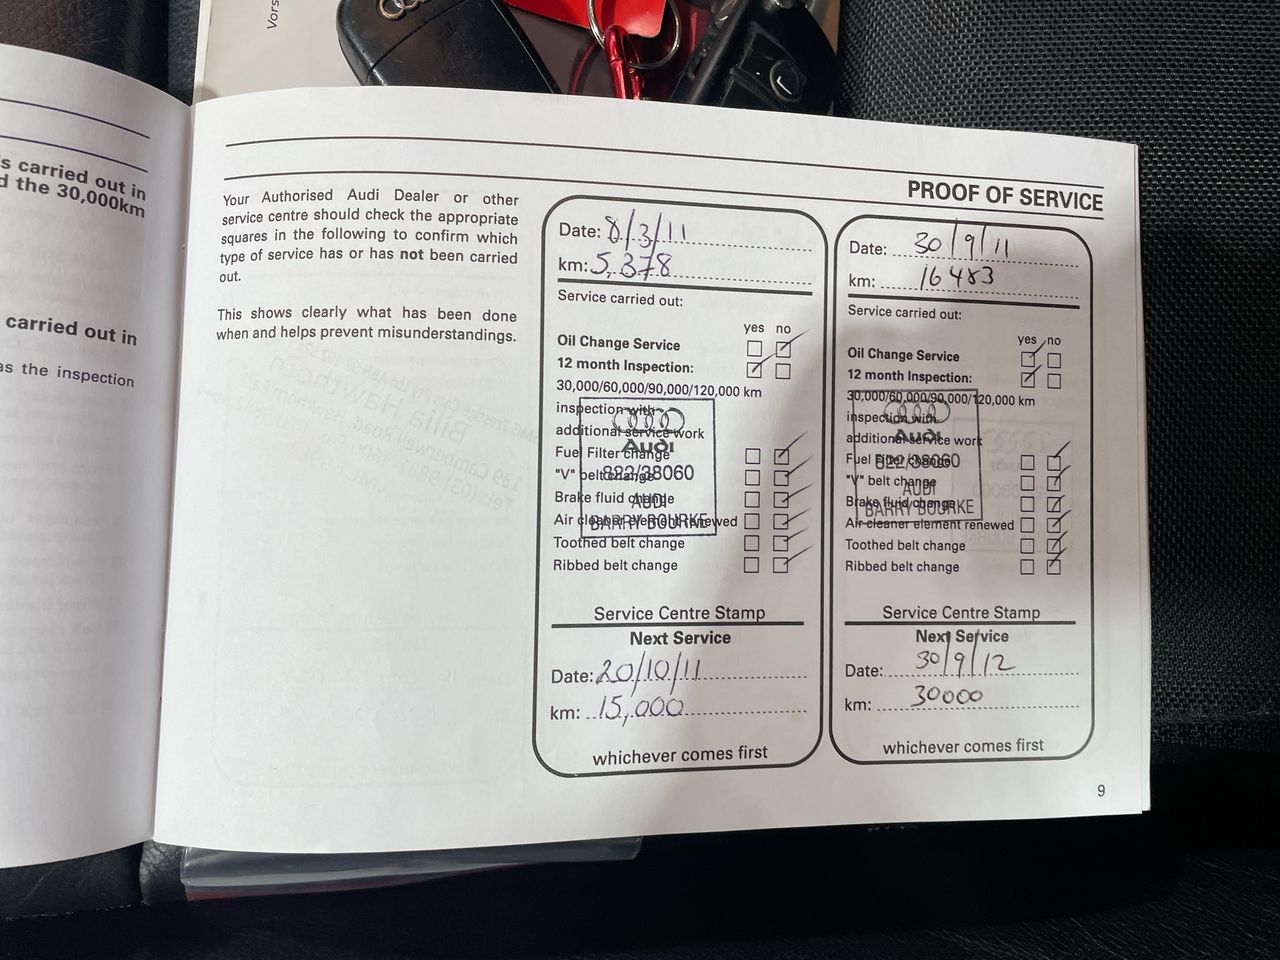 Vors
s carried out in
d the 30,000km
carried out in
as the inspection
PROOF OF SERVICE
Your Authorised Audi Dealer or other
service centre should check the appropriate
squares in the following to confirm which
type of service has or has not been carried
out.
This shows clearly what has been done
when and helps prevent misunderstandings.
Date: 8/3/11
km: 5,378
Service carried out:
yes no
Oil Change Service
12 month Inspection:
30,000/60,000/90,000/120,000 km
inspection with
additional service work
Fuel Filter change
"V" belt change
Brake fluid change
Air cleaner element renewed
Toothed belt change
Ribbed belt change
Audi
822/38060
AUDI
BARRY BOURKE
Service Centre Stamp
Next Service
Date: 20/10/11
km: 15,000
whichever comes first
Date: 30/9/11
km: 16483
Service carried out:
yes no
Oil Change Service
12 month Inspection:
30,000/60,000/90,000/120,000 km
inspection with
additional service work
Fuel Filter change
"V" belt change
Brake fluid change
Air cleaner element renewed
Toothed belt change
Ribbed belt change
Audi
822/38060
AUDI
BARRY BOURKE
Service Centre Stamp
Next Service
Date: 30/9/12
km: 30000
whichever comes first
9